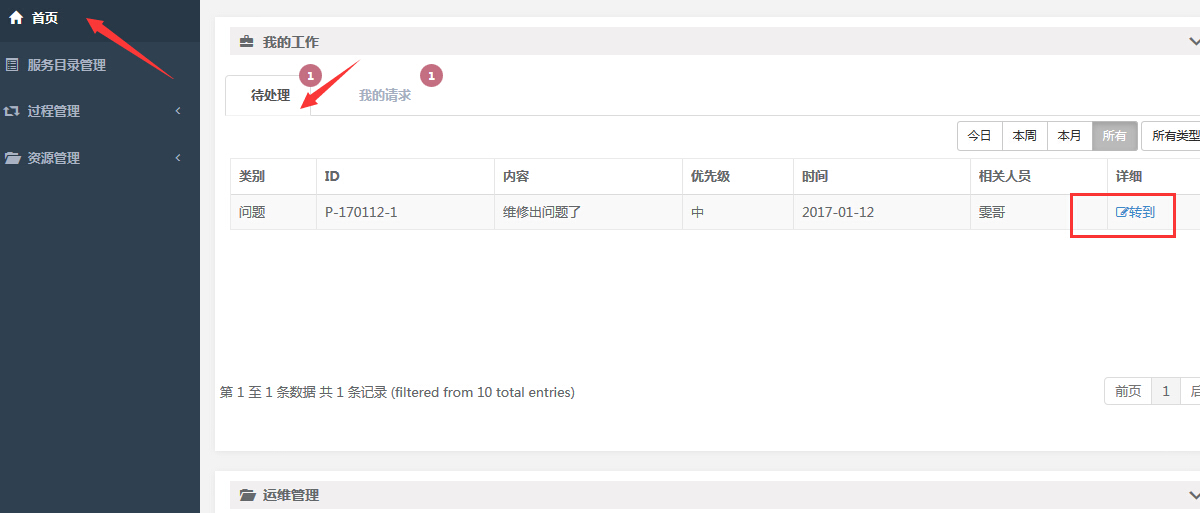 首页
服务目录管理
过程管理
资源管理
我的工作
待处理 1 我的请求 1
今日 本周 本月 所有 所有类型
类别 ID 内容 优先级 时间 相关人员 详细
问题 P-170112-1 维修出问题了 中 2017-01-12 雯哥 转到
第 1 至 1 条数据 共 1 条记录 (filtered from 10 total entries)
前页 1
运维管理